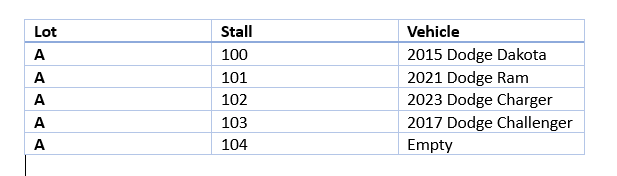 Lot Stall Vehicle
A 100 2015 Dodge Dakota
A 101 2021 Dodge Ram
A 102 2023 Dodge Charger
A 103 2017 Dodge Challenger
A 104 Empty